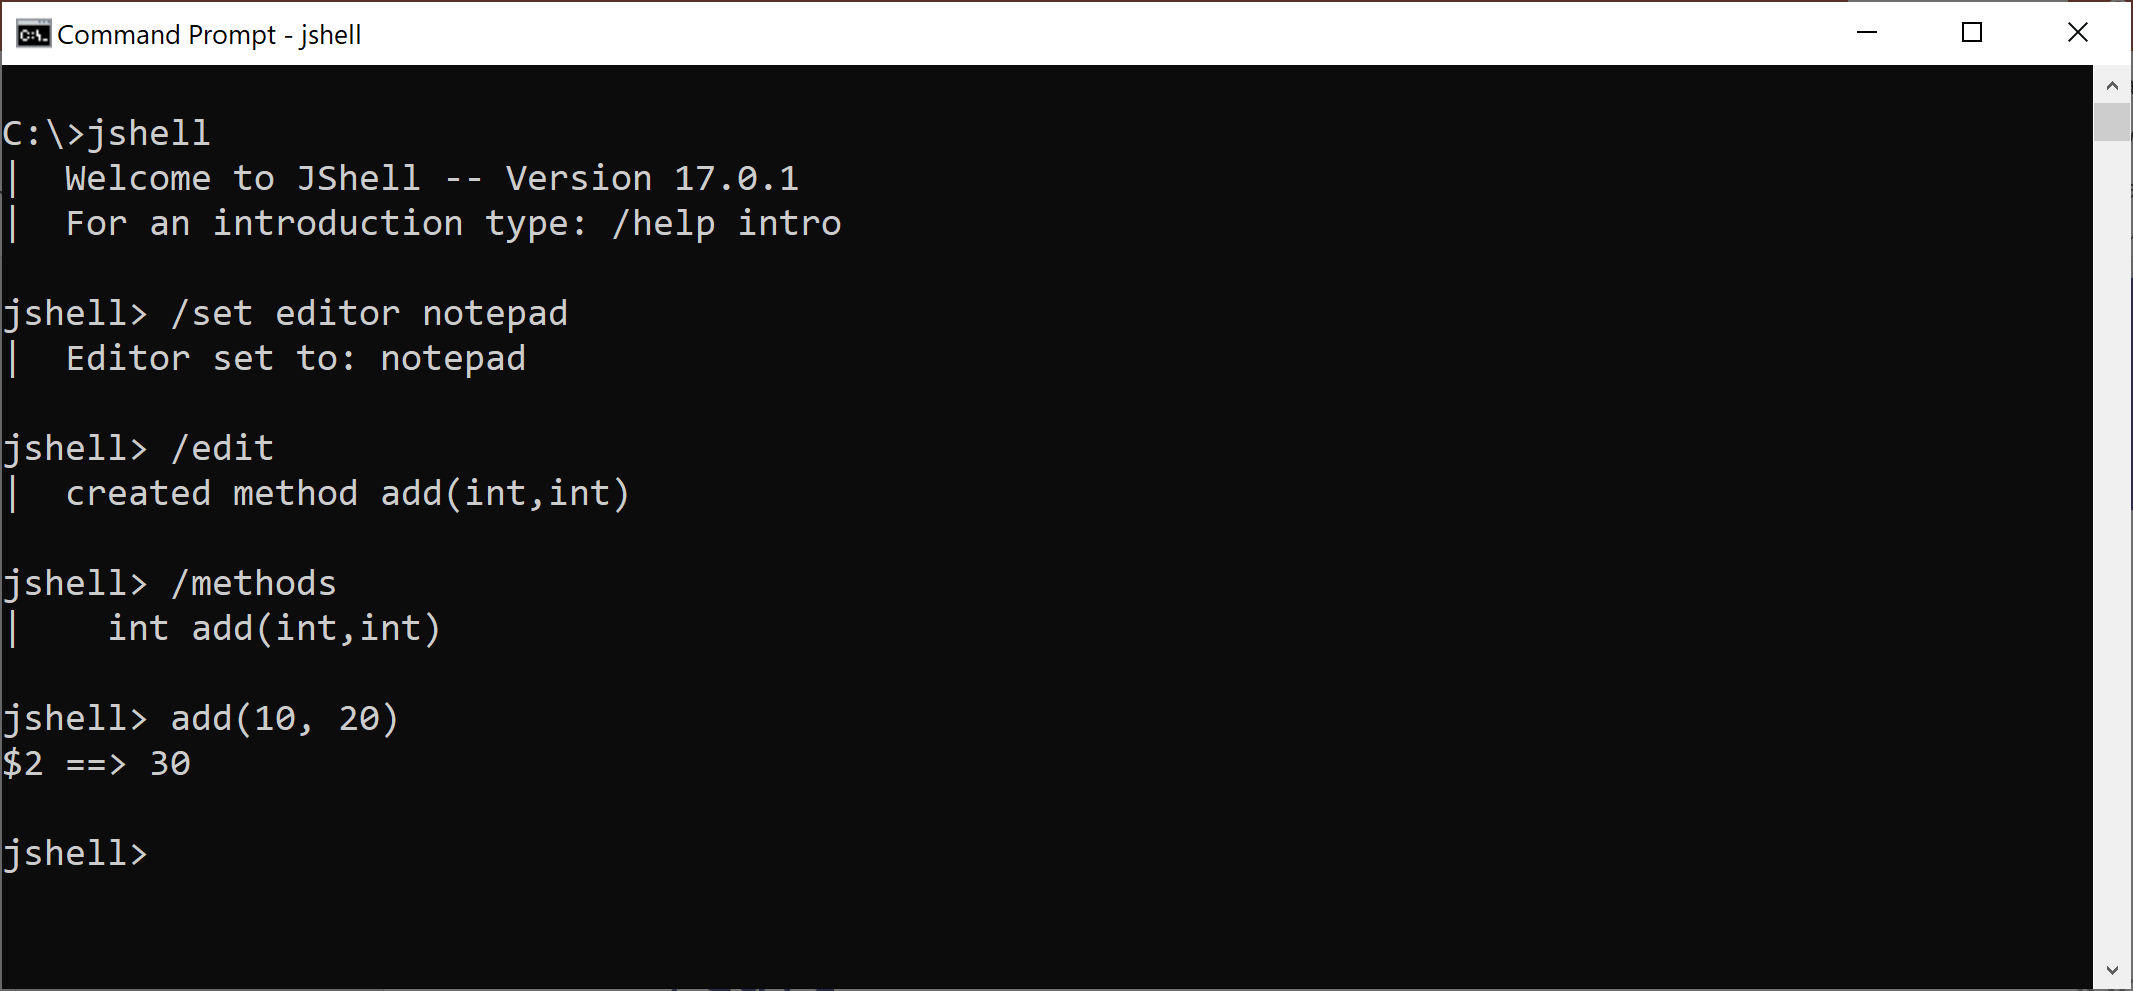 Command Prompt - jshell
C:\>jshell
|  Welcome to JShell -- Version 17.0.1
|  For an introduction type: /help intro
jshell> /set editor notepad
|  Editor set to: notepad
jshell> /edit
|  created method add(int,int)
jshell> /methods
|    int add(int,int)
jshell> add(10, 20)
$2 ==> 30
jshell>